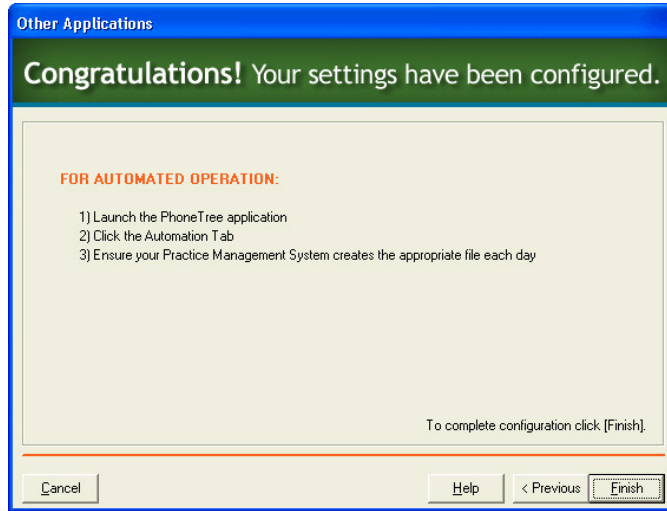 Other Applications
Congratulations! Your settings have been configured.
FOR AUTOMATED OPERATION:
1) Launch the PhoneTree application
2) Click the Automation Tab
3) Ensure your Practice Management System creates the appropriate file each day
To complete configuration click [Finish].
Cancel
Help
< Previous
Finish